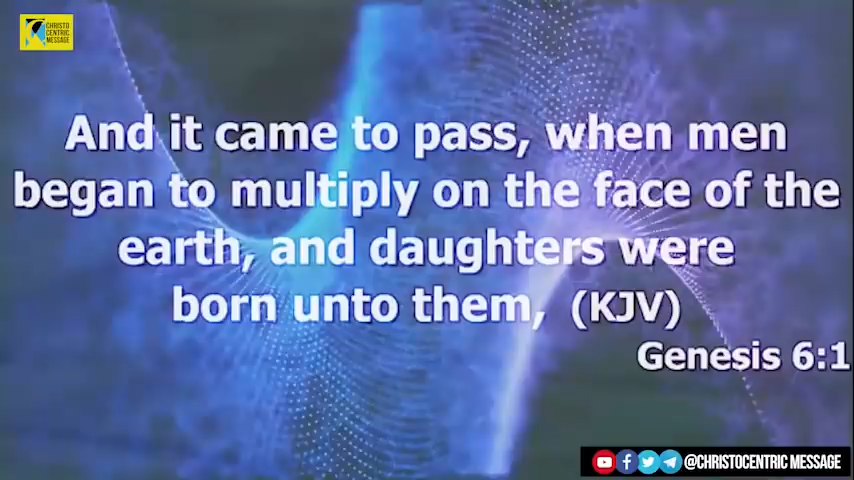 CHRISTO
CENTRIC
MESSAGE
And it came to pass, when men
began to multiply on the face of the
earth, and daughters were
born unto them, (KJV)
Genesis 6:1
@CHRISTOCENTRIC MESSAGE